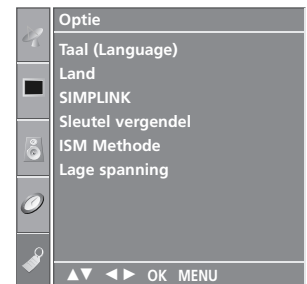 Optie
Taal (Language)
Land
SIMPLINK
Sleutel vergendel
ISM Methode
Lage spanning
▲▼ ◄► OK MENU